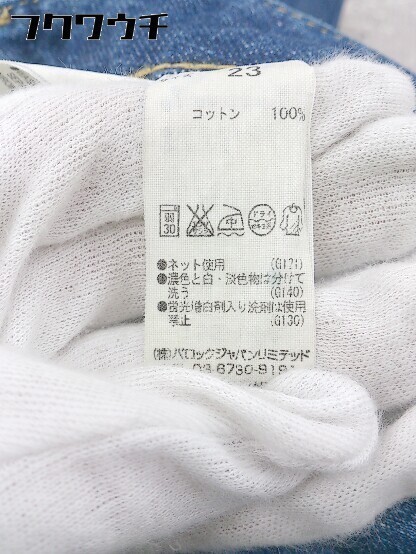 フクワウチ
23
コットン 100%
弱
30
ドライ
●ネット使用 (G121)
●濃色と白・淡色物は分けて
洗う (G140)
●蛍光増白剤入り洗剤は使用
禁止 (G130)
(株)バロックジャパンリミテッド